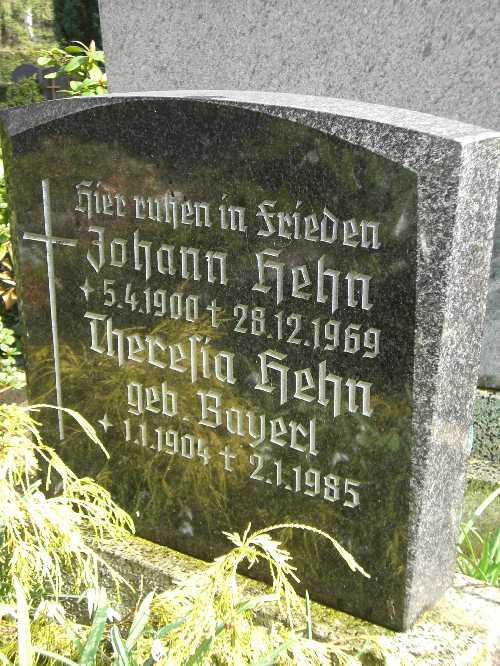 Hier ruhen in Frieden
Johann Hehn
✦ 5.4.1900 ✝ 28.12.1969
Thereſia Hehn
geb. Bayerl
✦ 1.1.1904 ✝ 2.1.1985